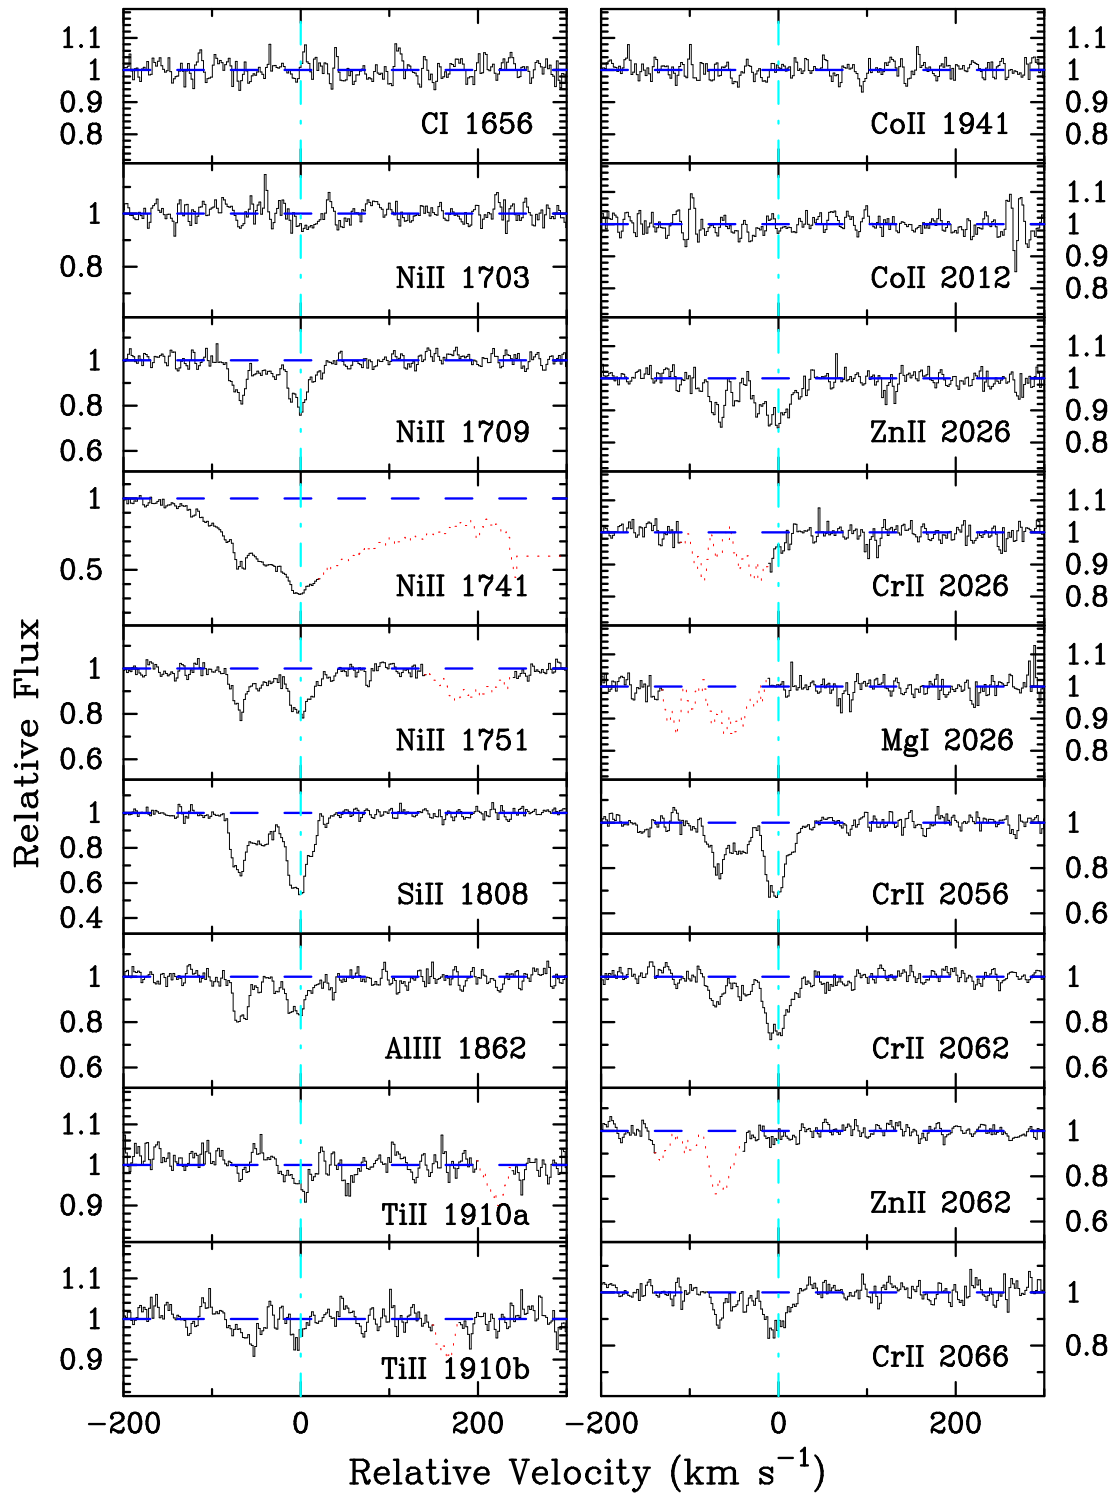 1.1
1
0.9
0.8
CI 1656
1
0.8
NiII 1703
1
0.8
0.6
NiII 1709
1
0.5
NiII 1741
1
0.8
0.6
NiII 1751
1
0.8
0.6
0.4
SiII 1808
1
0.8
0.6
AlIII 1862
1.1
1
0.9
TiII 1910a
1.1
1
0.9
TiII 1910b
−200 0 200
1.1
1
0.9
0.8
CoII 1941
1.1
1
0.9
0.8
CoII 2012
1.1
1
0.9
0.8
ZnII 2026
1.1
1
0.9
0.8
CrII 2026
1.1
1
0.9
0.8
MgI 2026
1
0.8
0.6
CrII 2056
1
0.8
0.6
CrII 2062
1
0.8
0.6
ZnII 2062
1
0.8
CrII 2066
−200 0 200
Relative Flux
Relative Velocity (km s⁻¹)